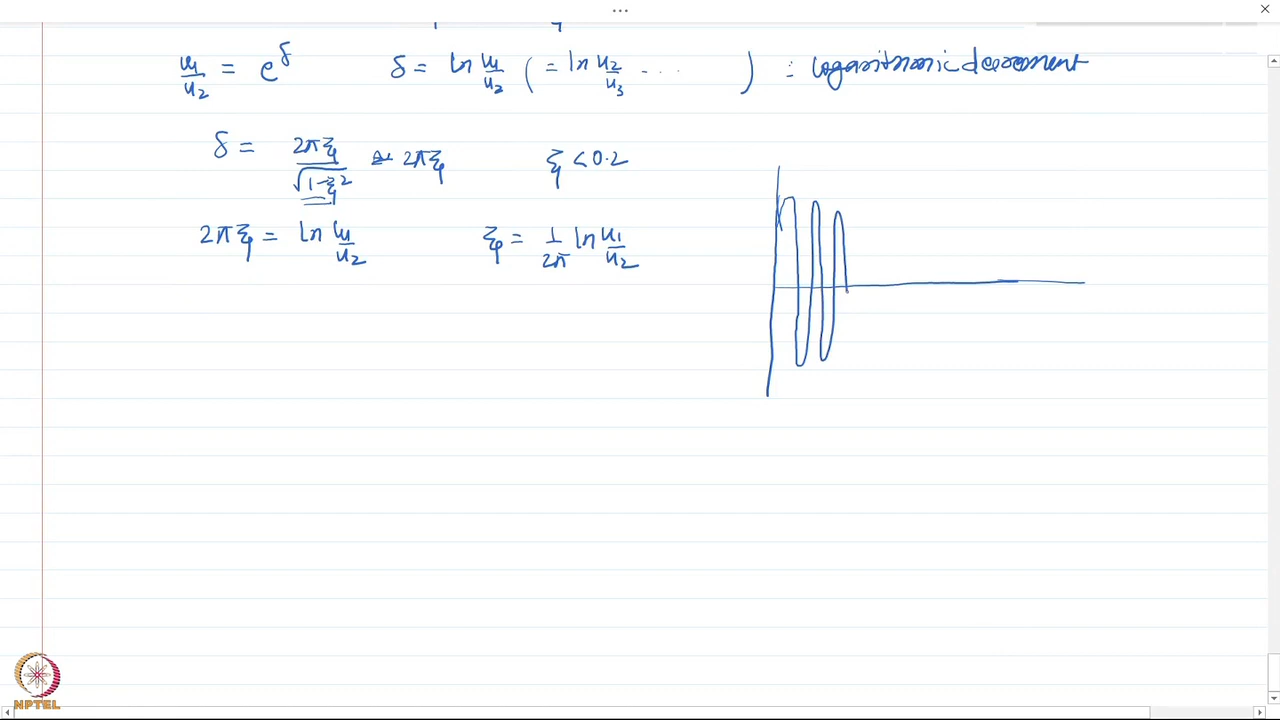 u₁/u₂ = e^δ δ = ln u₁/u₂ ( = ln u₂/u₃ .... ) : logarithmic decrement
δ = 2πξ/√(1-ξ²) ≃ 2πξ ξ < 0.2
2πξ = ln u₁/u₂ ξ = 1/2π ln u₁/u₂
NPTEL